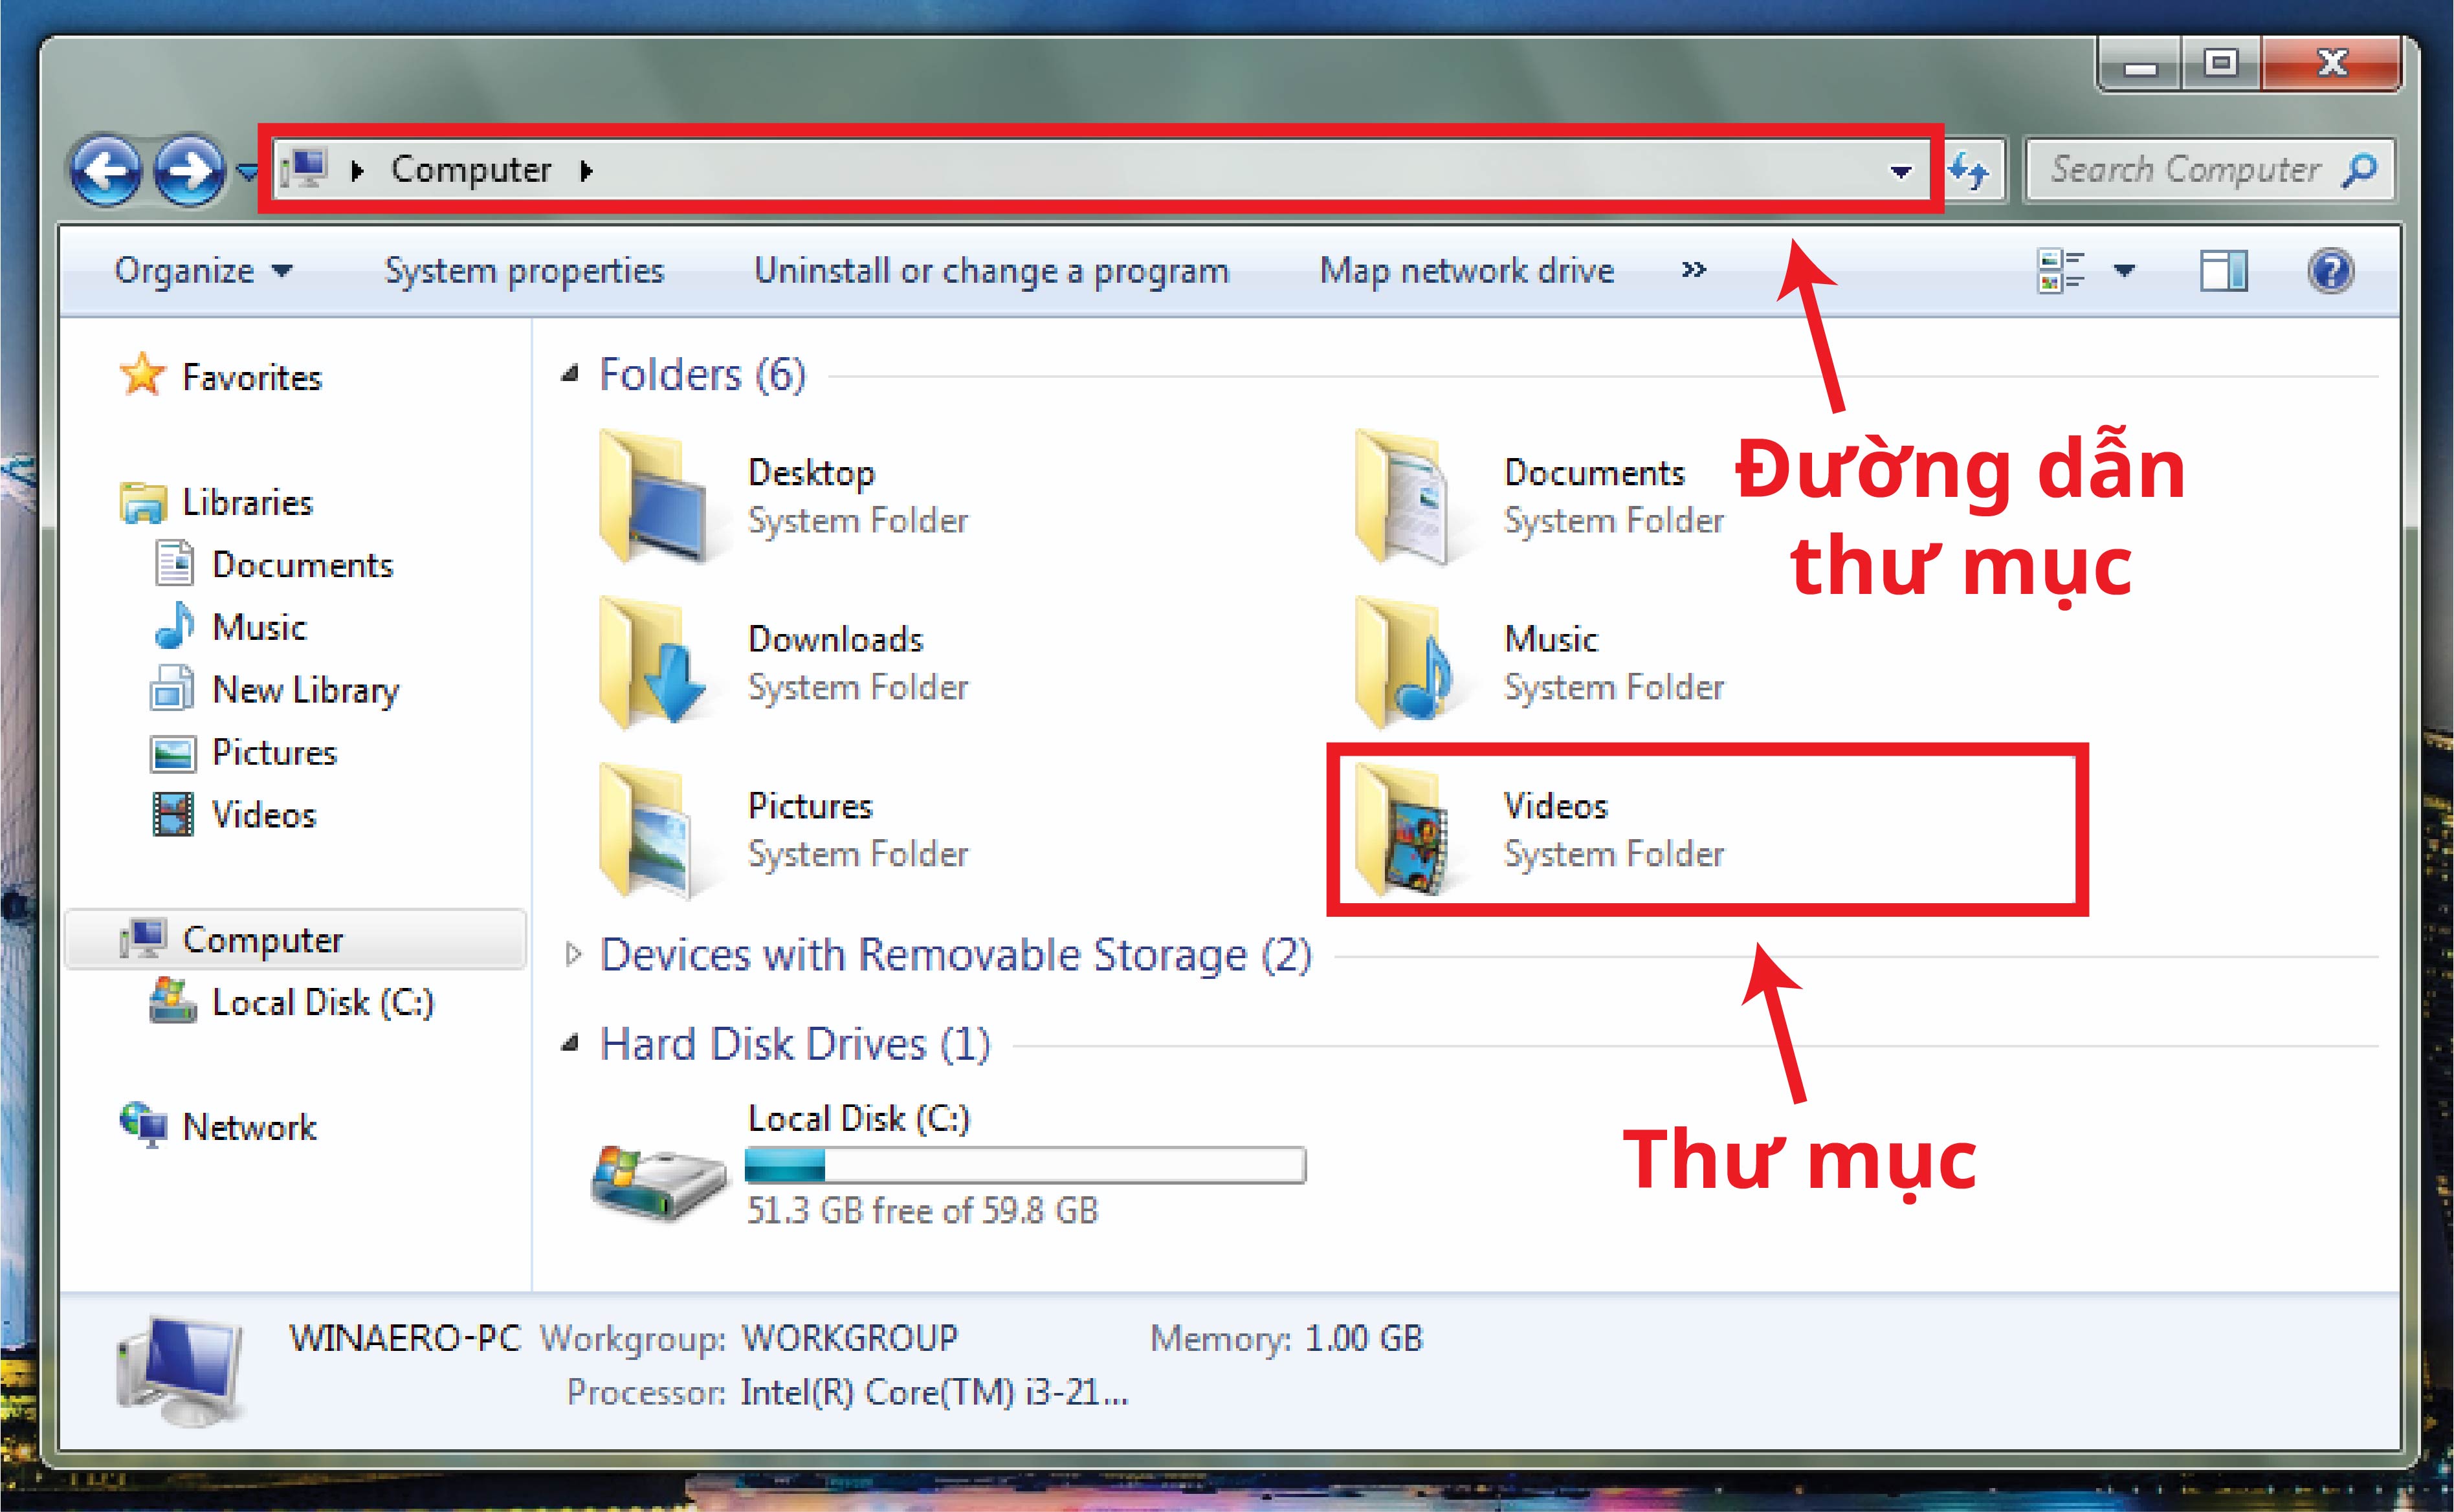 Computer
Search Computer
Organize
System properties
Uninstall or change a program
Map network drive
»
Favorites
Libraries
Documents
Music
New Library
Pictures
Videos
Computer
Local Disk (C:)
Network
Folders (6)
Desktop
System Folder
Documents
System Folder
Đường dẫn
thư mục
Downloads
System Folder
Music
System Folder
Pictures
System Folder
Videos
System Folder
Devices with Removable Storage (2)
Hard Disk Drives (1)
Local Disk (C:)
51.3 GB free of 59.8 GB
Thư mục
WINAERO-PC Workgroup: WORKGROUP Memory: 1.00 GB
Processor: Intel(R) Core(TM) i3-21...